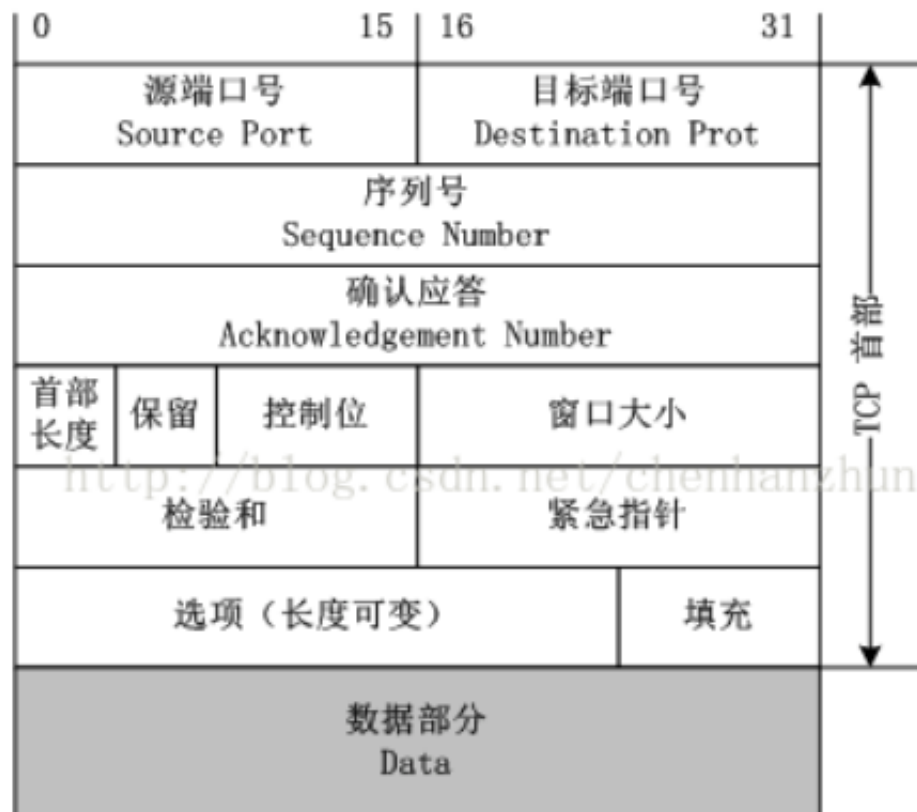 0 15 16 31
源端口号 目标端口号
Source Port Destination Prot
序列号
Sequence Number
确认应答
Acknowledgement Number
首部
长度 保留 控制位 窗口大小
http://blog.csdn.net/chenhanzhun
检验和 紧急指针
选项（长度可变） 填充
数据部分
Data
TCP 首部